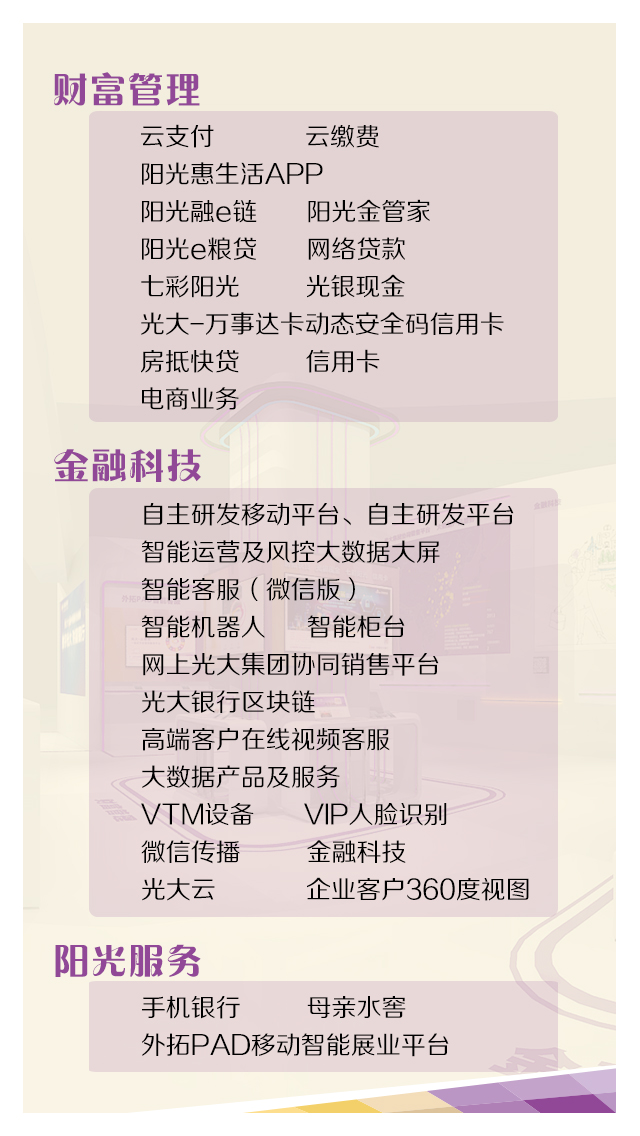 财富管理
云支付 云缴费
阳光惠生活APP
阳光融e链 阳光金管家
阳光e粮贷 网络贷款
七彩阳光 光银现金
光大-万事达卡动态安全码信用卡
房抵快贷 信用卡
电商业务
金融科技
自主研发移动平台、自主研发平台
智能运营及风控大数据大屏
智能客服（微信版）
智能机器人 智能柜台
网上光大集团协同销售平台
光大银行区块链
高端客户在线视频客服
大数据产品及服务
VTM设备 VIP人脸识别
微信传播 金融科技
光大云 企业客户360度视图
阳光服务
手机银行 母亲水窖
外拓PAD移动智能展业平台